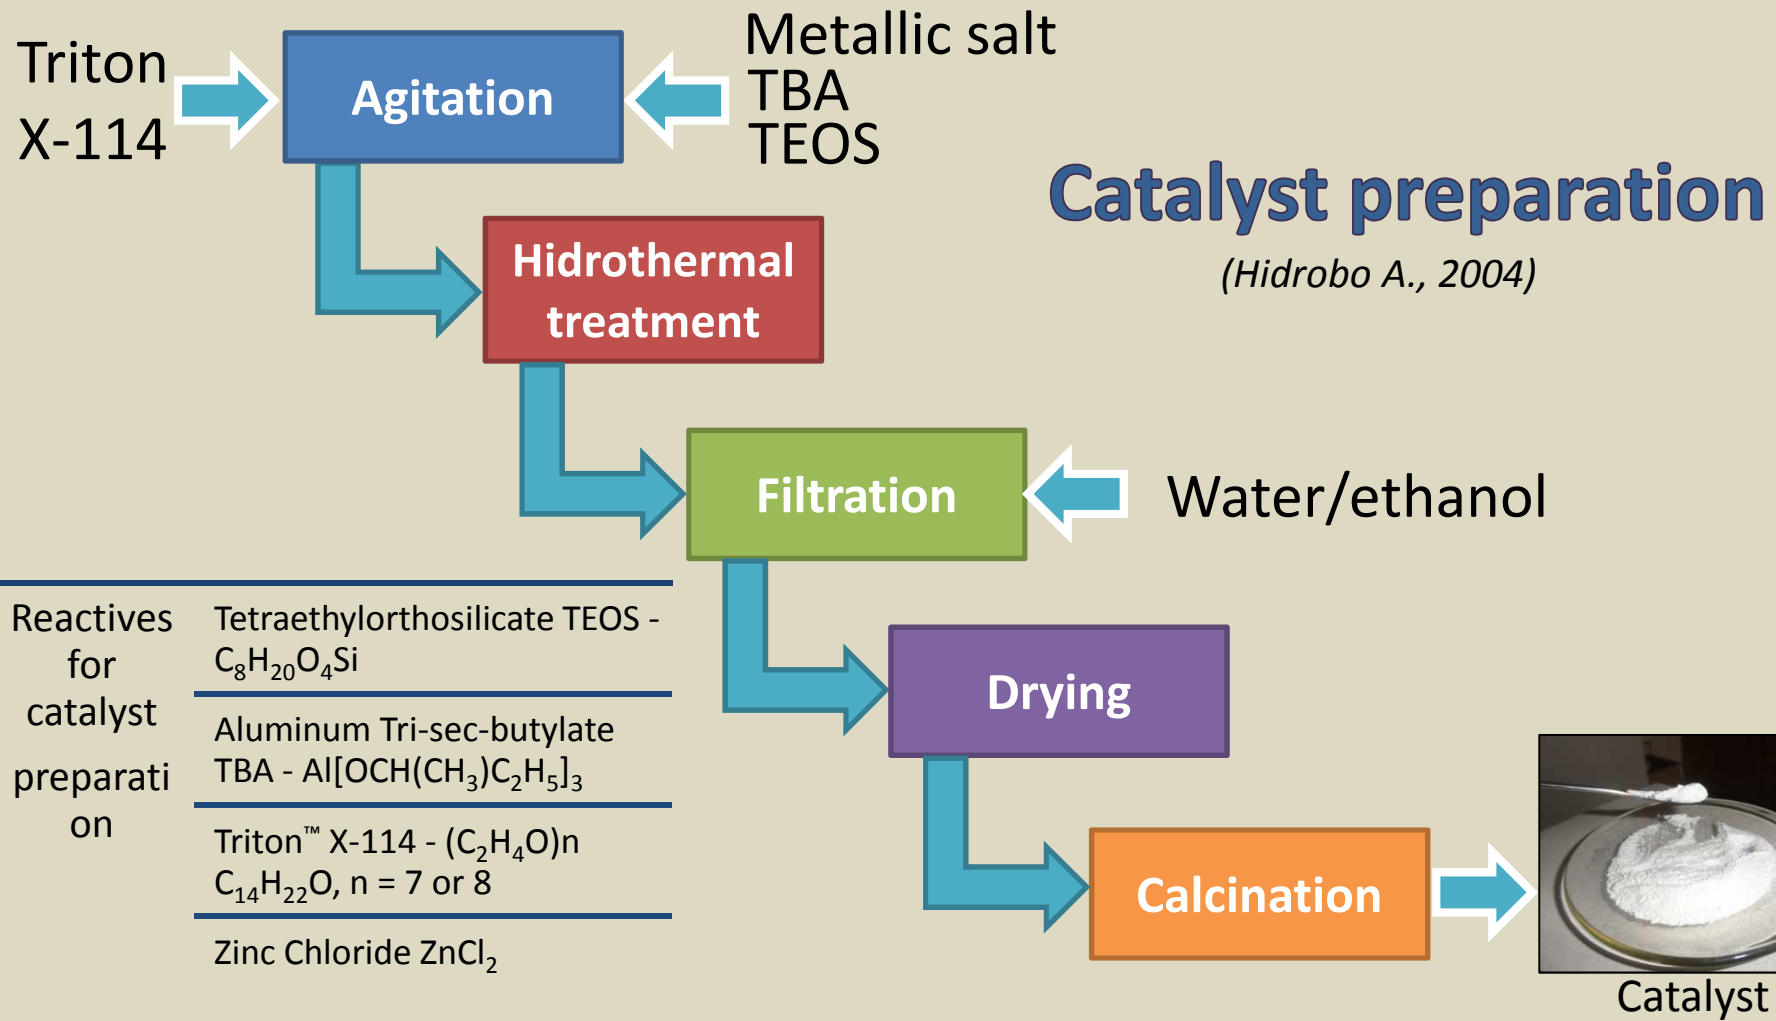 Triton
X-114
Agitation
Metallic salt
TBA
TEOS
Catalyst preparation
(Hidrobo A., 2004)
Hidrothermal
treatment
Filtration
Water/ethanol
Drying
Calcination
Catalyst
Reactives
for
catalyst
preparati
on
Tetraethylorthosilicate TEOS -
C₈H₂₀O₄Si
Aluminum Tri-sec-butylate
TBA - Al[OCH(CH₃)C₂H₅]₃
Triton™ X-114 - (C₂H₄O)n
C₁₄H₂₂O, n = 7 or 8
Zinc Chloride ZnCl₂